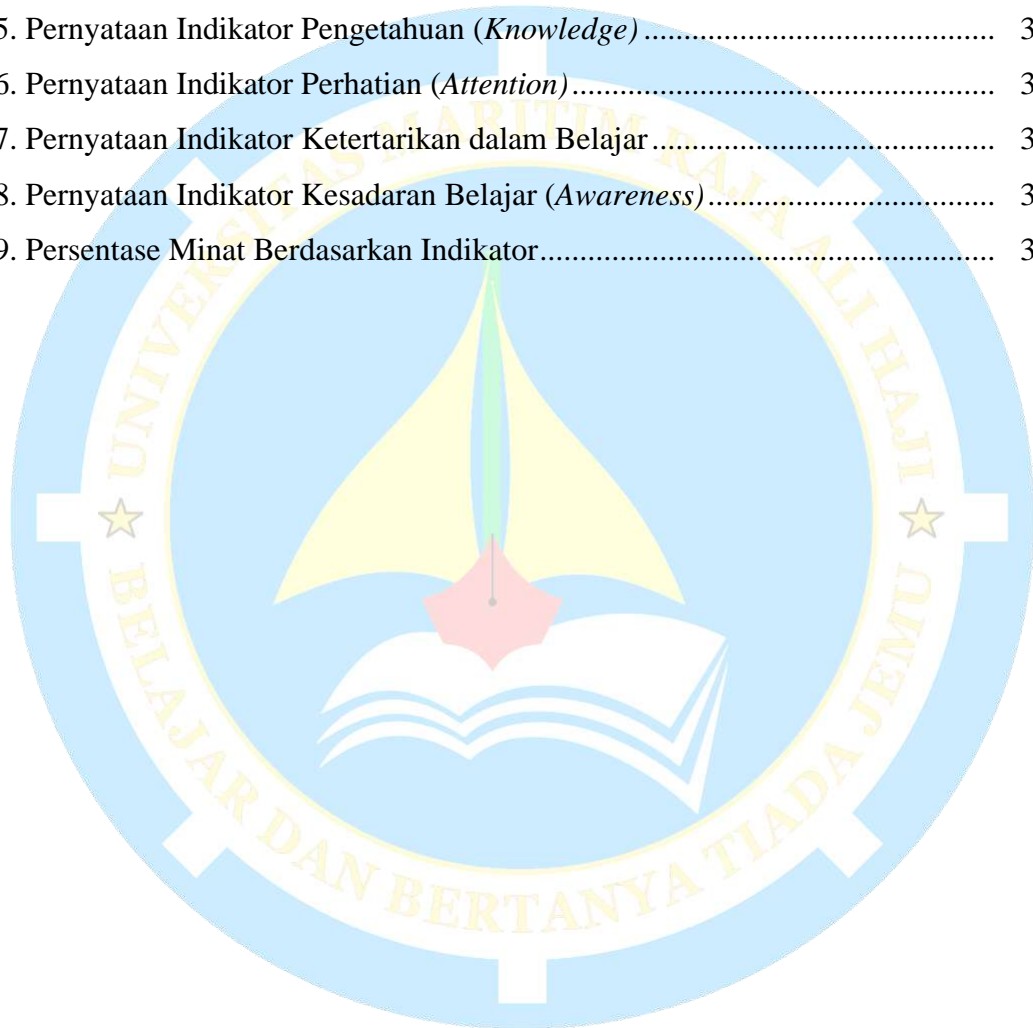 5. Pernyataan Indikator Pengetahuan (Knowledge) ........................................... 3
6. Pernyataan Indikator Perhatian (Attention) .................................................... 3
7. Pernyataan Indikator Ketertarikan dalam Belajar .......................................... 3
8. Pernyataan Indikator Kesadaran Belajar (Awareness) ................................... 3
9. Persentase Minat Berdasarkan Indikator ........................................................ 3
UNIVERSITAS MARITIM RAJA ALI HAJI
BELAJAR DAN BERTANYA TIADA JEMU